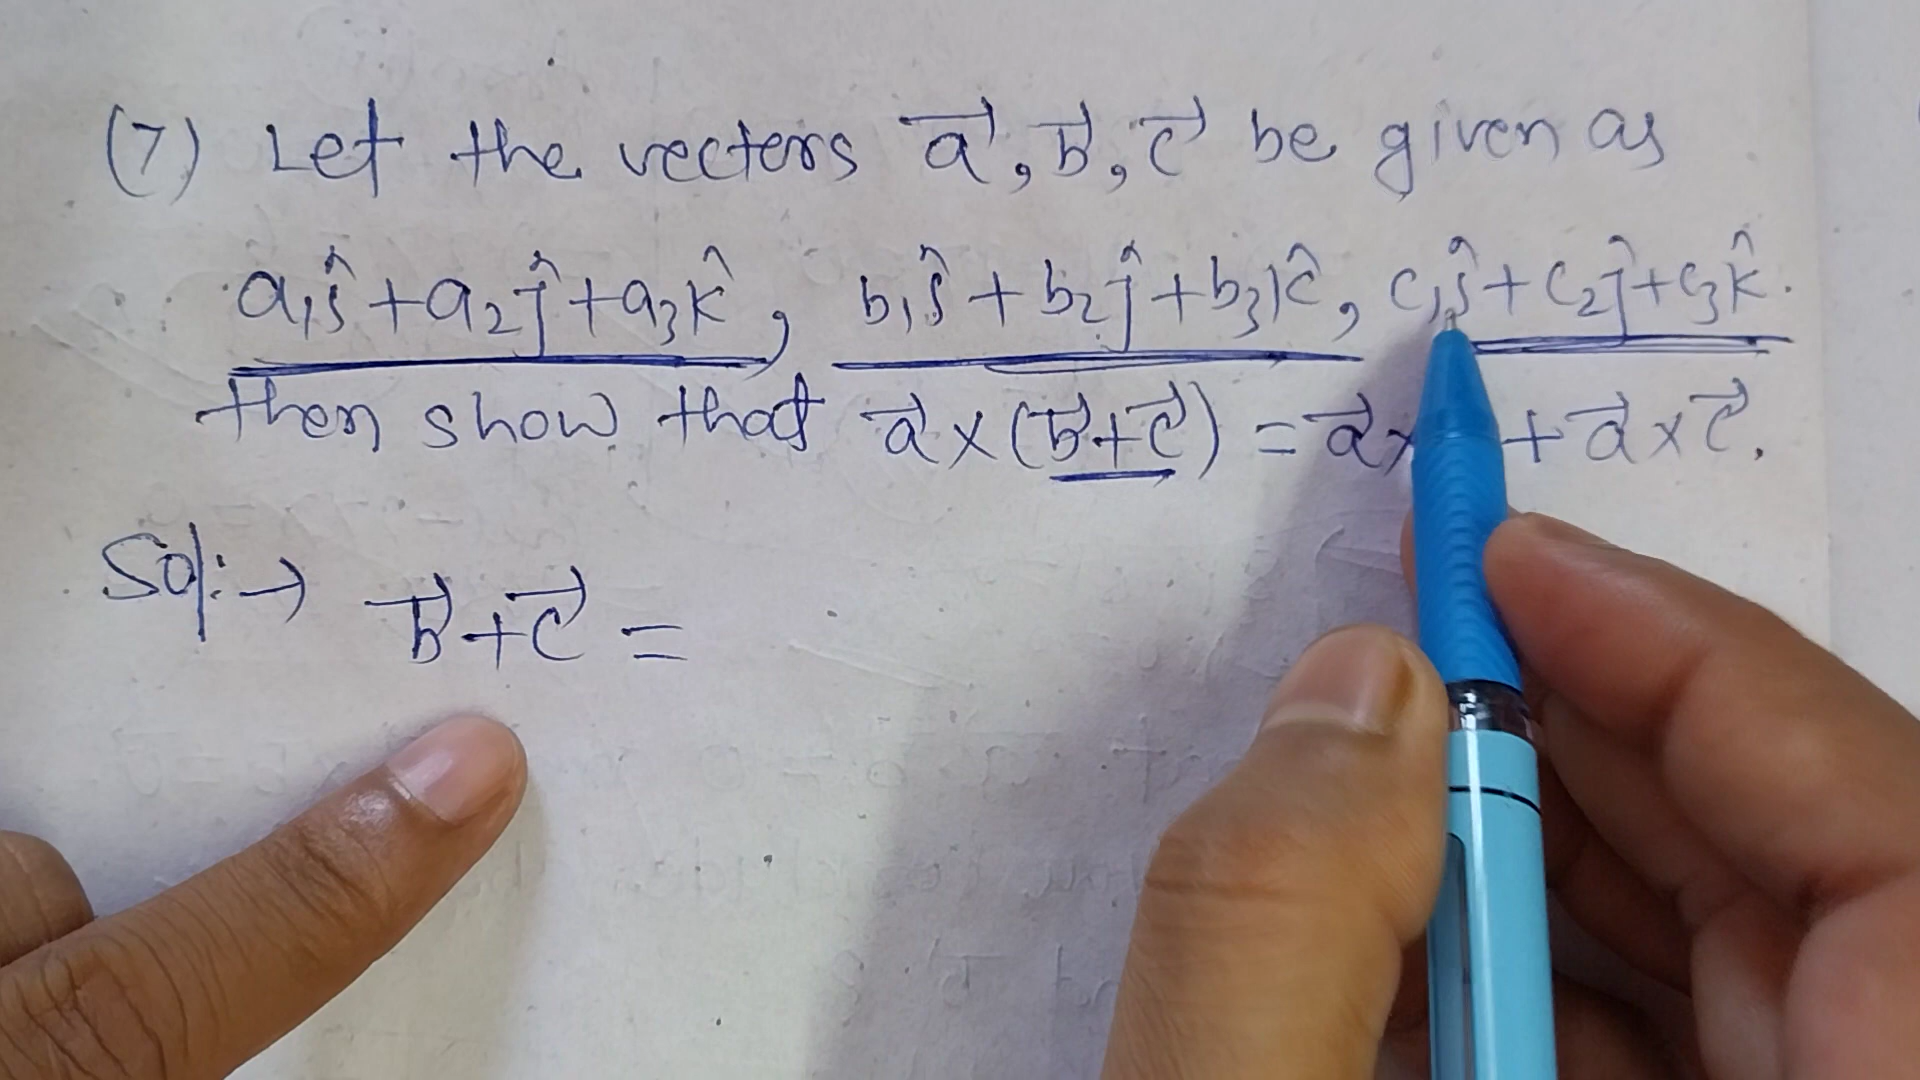 (7) Let the vectors a⃗, b⃗, c⃗ be given as
a₁î + a₂ĵ + a₃k̂, b₁î + b₂ĵ + b₃k̂, c₁î + c₂ĵ + c₃k̂.
then show that a⃗ × (b⃗ + c⃗) = a⃗ × + a⃗ × c⃗.
Sol:→ b⃗ + c⃗ =